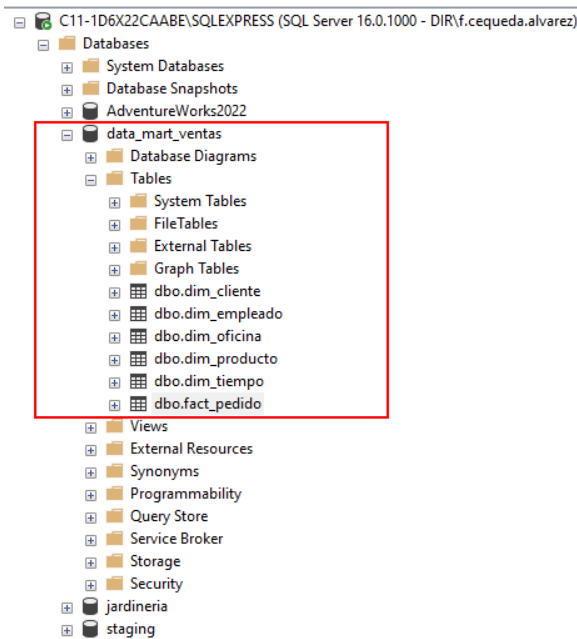 C11-1D6X22CAABE\SQLEXPRESS (SQL Server 16.0.1000 - DIR\f.cequeda.alvarez)
Databases
System Databases
Database Snapshots
AdventureWorks2022
data_mart_ventas
Database Diagrams
Tables
System Tables
FileTables
External Tables
Graph Tables
dbo.dim_cliente
dbo.dim_empleado
dbo.dim_oficina
dbo.dim_producto
dbo.dim_tiempo
dbo.fact_pedido
Views
External Resources
Synonyms
Programmability
Query Store
Service Broker
Storage
Security
jardineria
staging